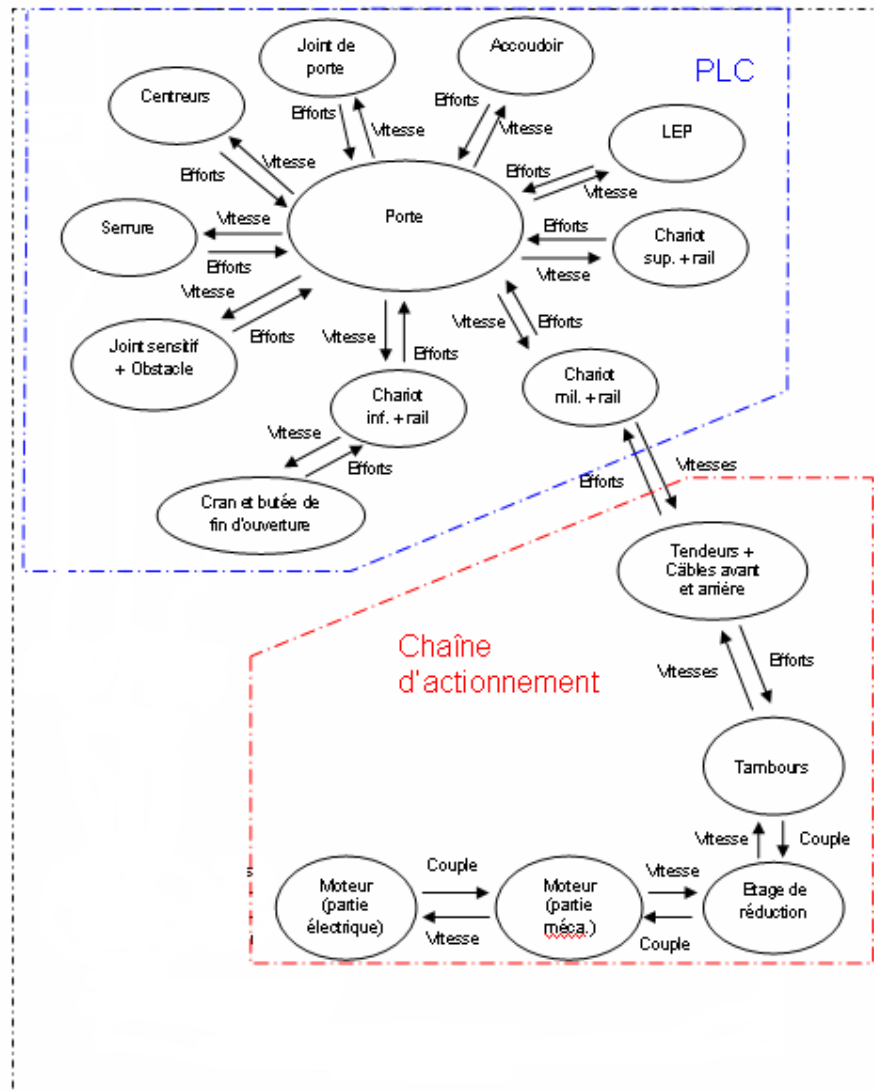 Joint de
porte
Accoudoir
PLC
Centreurs
Efforts
Vitesse
Efforts
Vitesse
LEP
Efforts
Vitesse
Efforts
Vitesse
Porte
Serrure
Vitesse
Efforts
Efforts
Vitesse
Chariot
sup. + rail
Vitesse
Efforts
Joint sensitif
+ Obstacle
Vitesse
Efforts
Vitesse
Efforts
Chariot
inf. + rail
Chariot
mil. + rail
Vitesse
Efforts
Cran et butée de
fin d'ouverture
Efforts
Vitesses
Tendeurs +
Câbles avant
et arrière
Chaîne
d'actionnement
Vitesses
Efforts
Tambours
Vitesse
Couple
Moteur
(partie
électrique)
Couple
Vitesse
Moteur
(partie
méca.)
Vitesse
Couple
Etage de
réduction